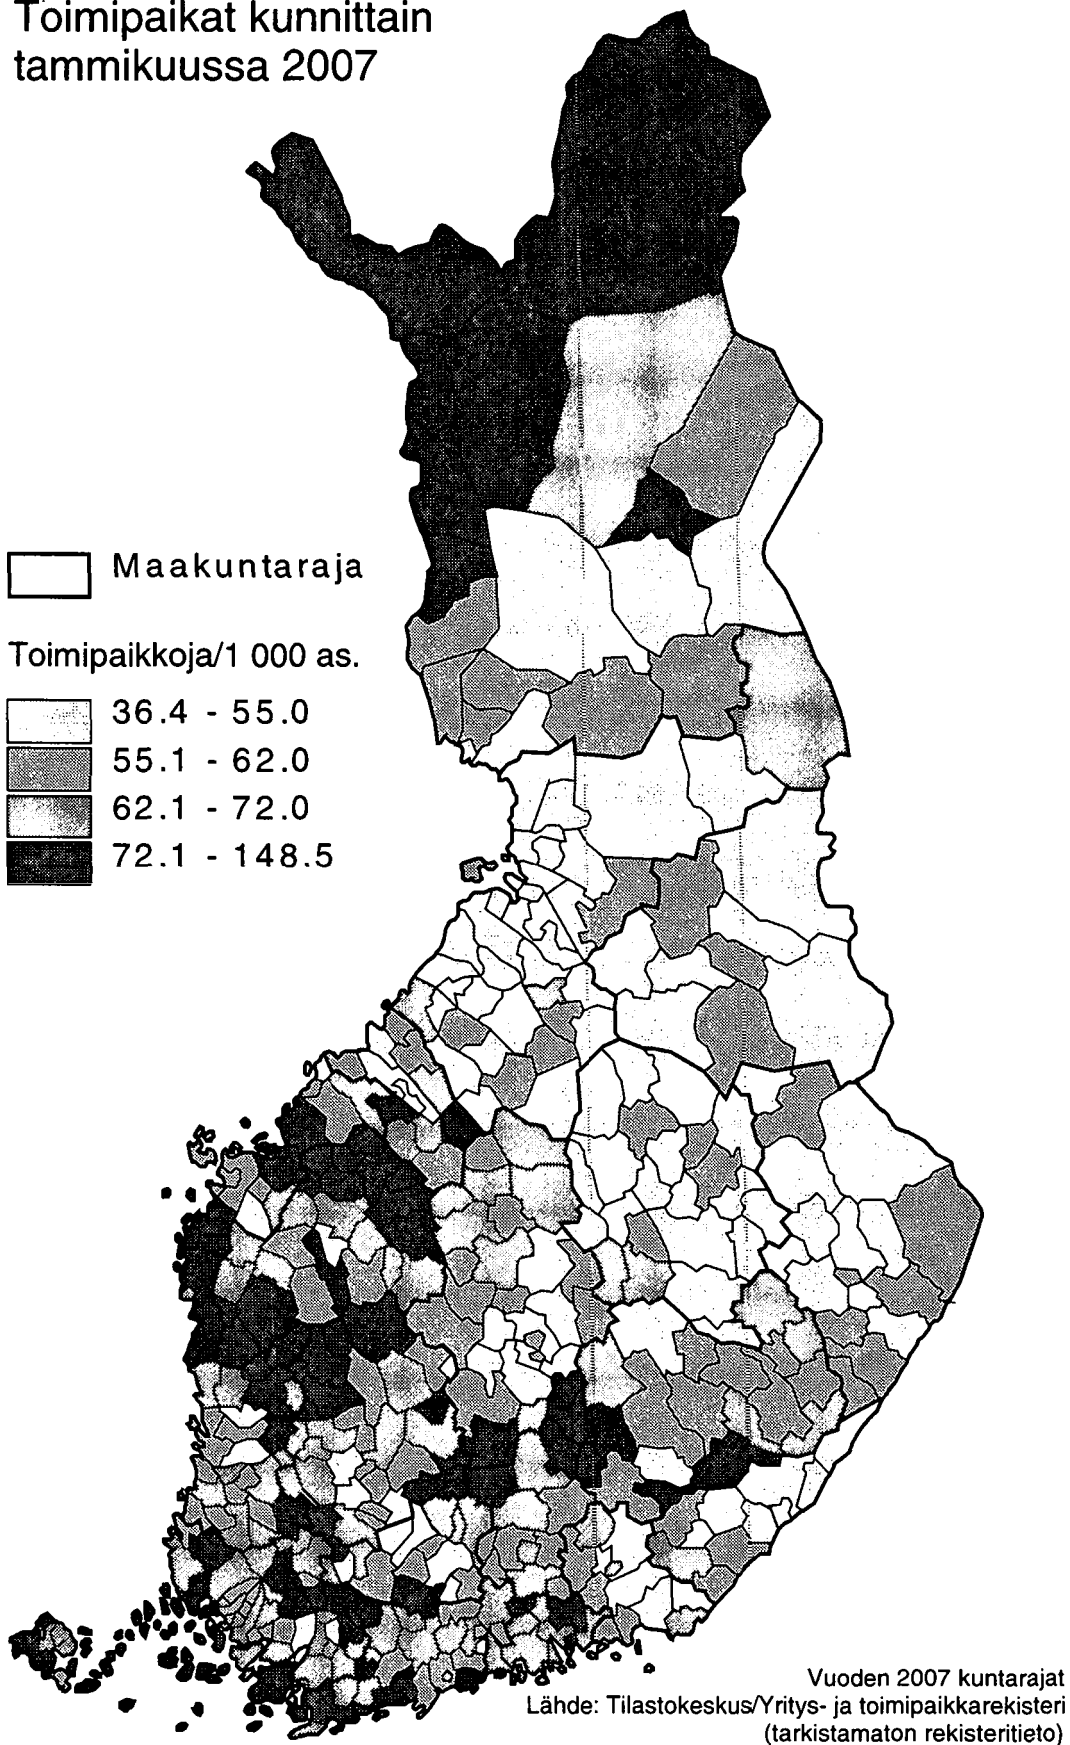 Toimipaikat kunnittain
tammikuussa 2007
Maakuntaraja
Toimipaikkoja/1 000 as.
36.4 - 55.0
55.1 - 62.0
62.1 - 72.0
72.1 - 148.5
Vuoden 2007 kuntarajat
Lähde: Tilastokeskus/Yritys- ja toimipaikkarekisteri
(tarkistamaton rekisteritieto)